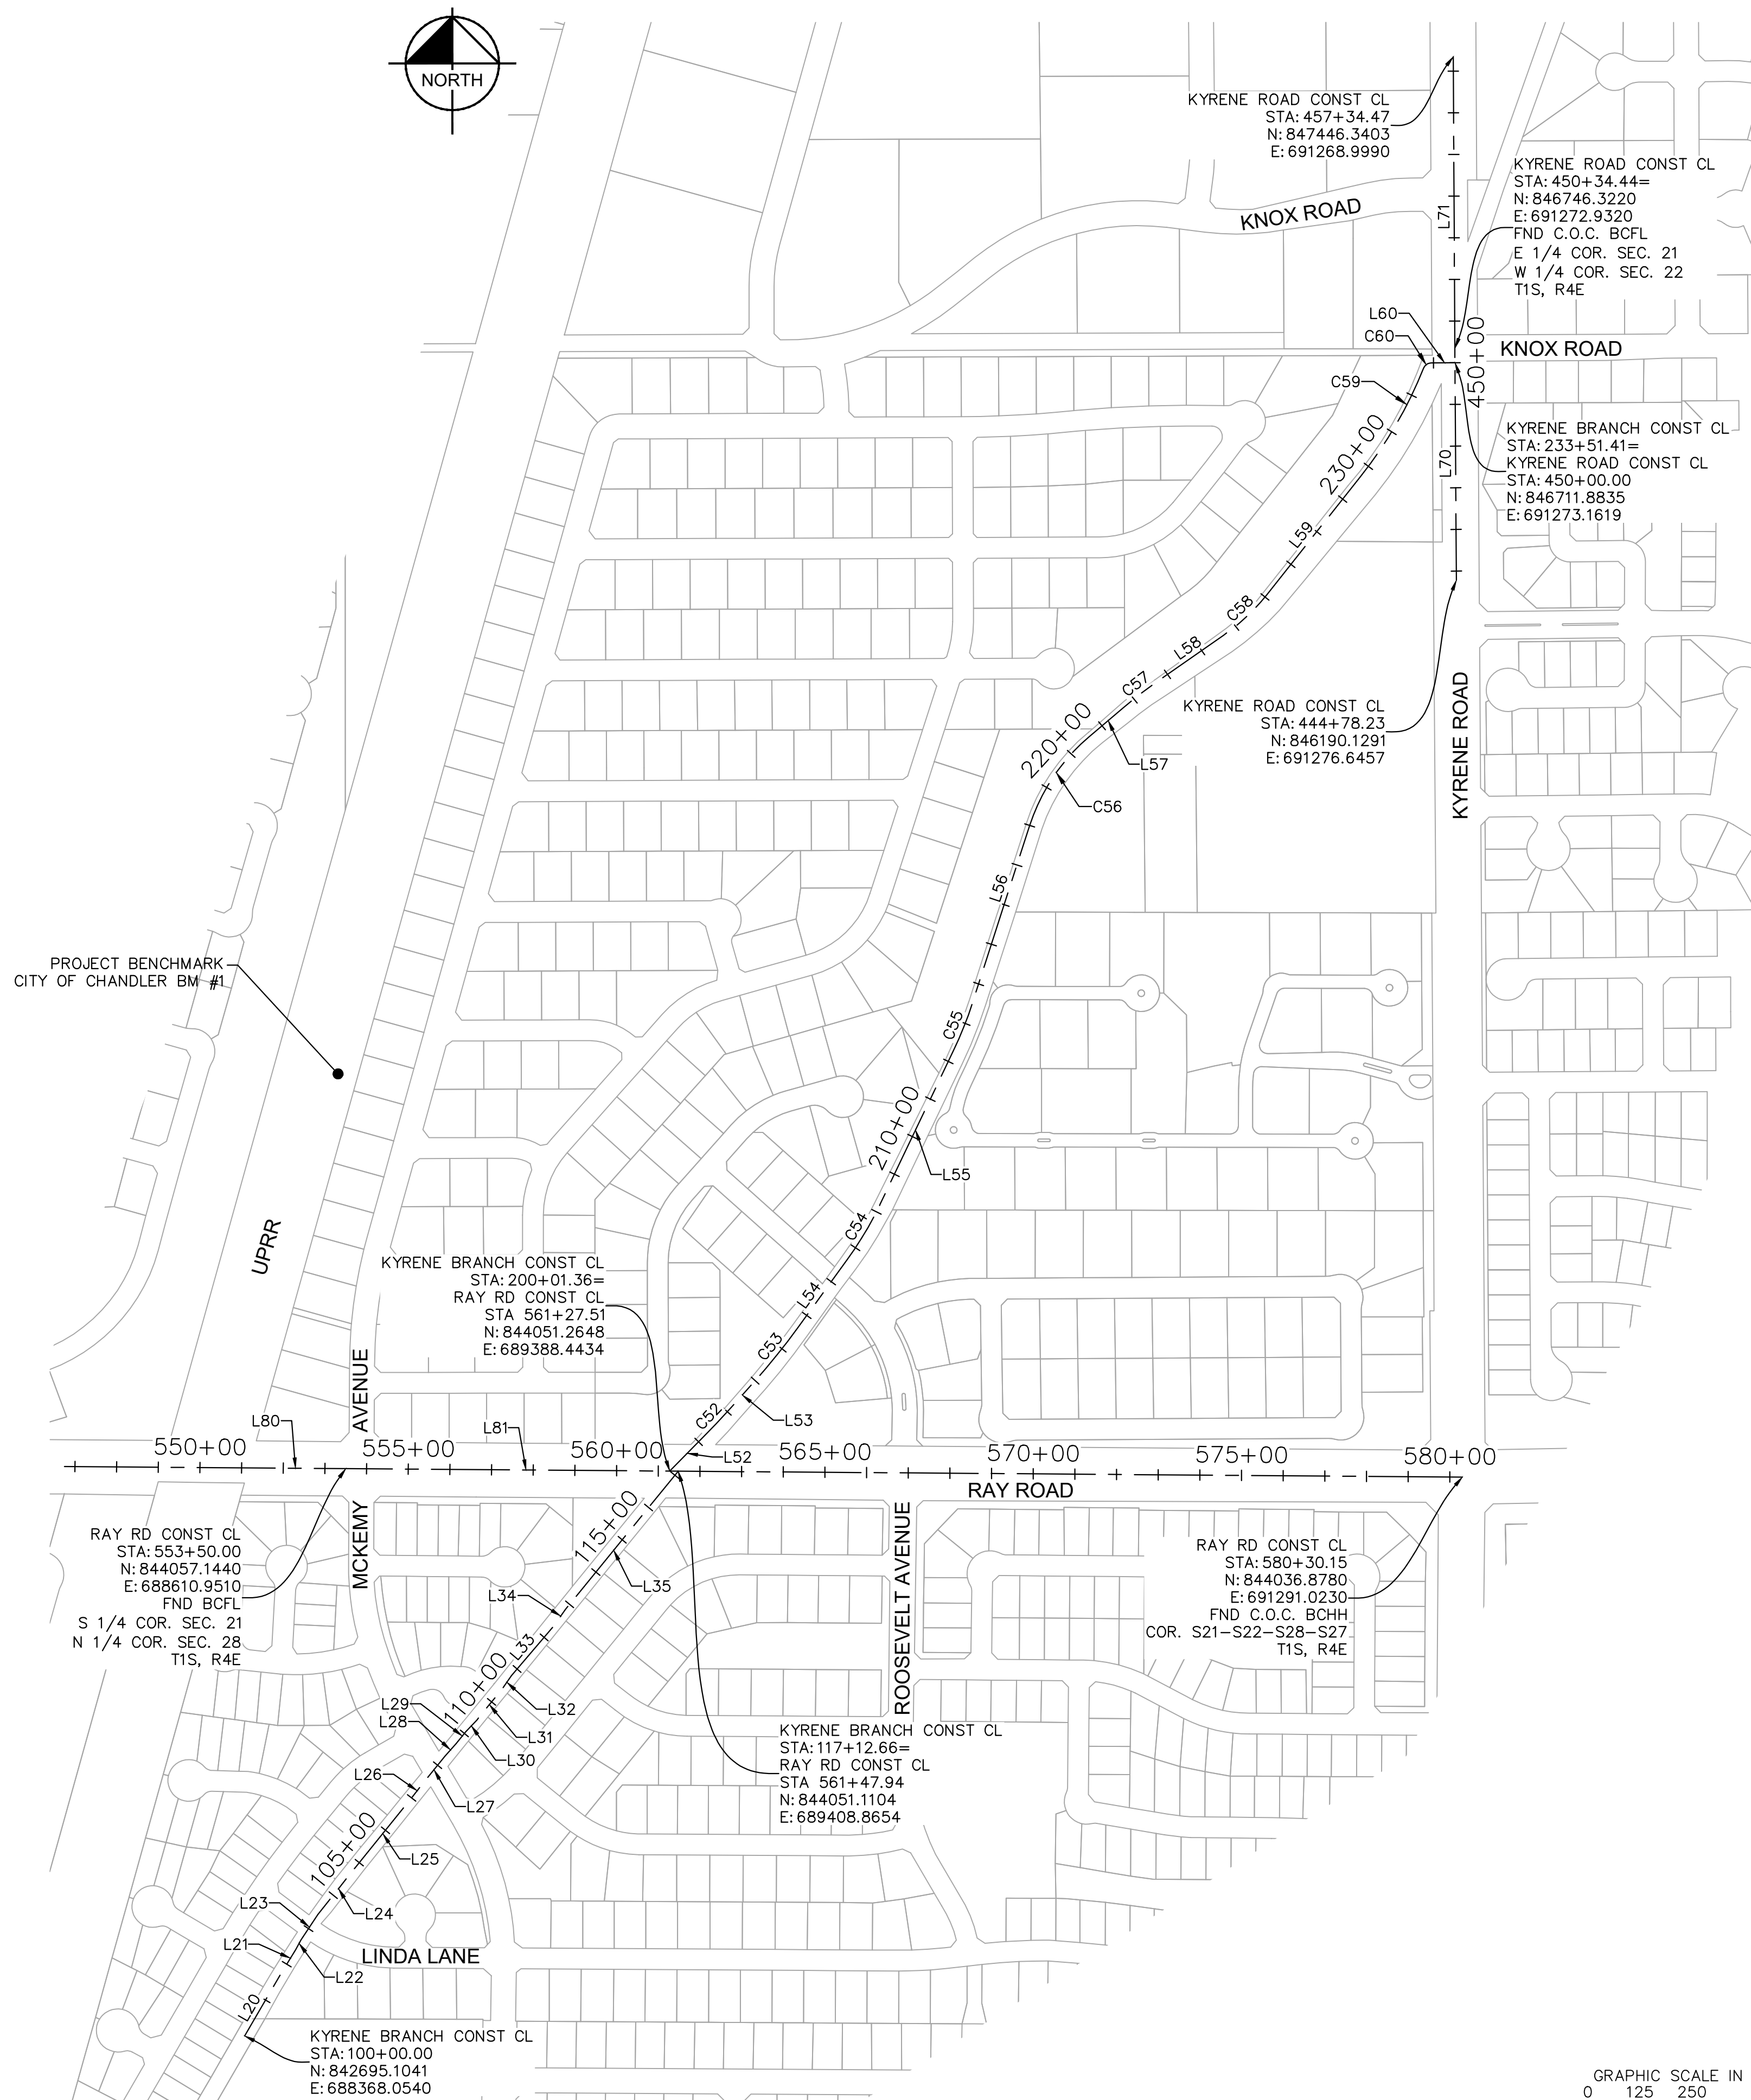 NORTH
KYRENE ROAD CONST CL
STA: 457+34.47
N: 847446.3403
E: 691268.9990
KYRENE ROAD CONST CL
STA: 450+34.44=
N: 846746.3220
E: 691272.9320
FND C.O.C. BCFL
E 1/4 COR. SEC. 21
W 1/4 COR. SEC. 22
T1S, R4E
KNOX ROAD
L71
L60
C60
KNOX ROAD
450+00
C59
KYRENE BRANCH CONST CL
STA: 233+51.41=
KYRENE ROAD CONST CL
STA: 450+00.00
N: 846711.8835
E: 691273.1619
230+00
L70
L59
C58
L58
C57
220+00
KYRENE ROAD CONST CL
STA: 444+78.23
N: 846190.1291
E: 691276.6457
KYRENE ROAD
L57
C56
L56
PROJECT BENCHMARK
CITY OF CHANDLER BM #1
C55
210+00
L55
C54
UPRR
KYRENE BRANCH CONST CL
STA: 200+01.36=
RAY RD CONST CL
STA 561+27.51
N: 844051.2648
E: 689388.4434
L54
C53
AVENUE
L80
L81
C52
L53
L52
550+00
555+00
560+00
565+00
570+00
575+00
580+00
RAY ROAD
MCKEMY
115+00
ROOSEVELT AVENUE
RAY RD CONST CL
STA: 553+50.00
N: 844057.1440
E: 688610.9510
FND BCFL
S 1/4 COR. SEC. 21
N 1/4 COR. SEC. 28
T1S, R4E
RAY RD CONST CL
STA: 580+30.15
N: 844036.8780
E: 691291.0230
FND C.O.C. BCHH
COR. S21-S22-S28-S27
T1S, R4E
L35
L34
L33
110+00
L32
L29
L28
L31
L30
KYRENE BRANCH CONST CL
STA: 117+12.66=
RAY RD CONST CL
STA 561+47.94
N: 844051.1104
E: 689408.8654
L26
L27
105+00
L25
L23
L24
L21
LINDA LANE
L22
L20
KYRENE BRANCH CONST CL
STA: 100+00.00
N: 842695.1041
E: 688368.0540
GRAPHIC SCALE IN
0 125 250